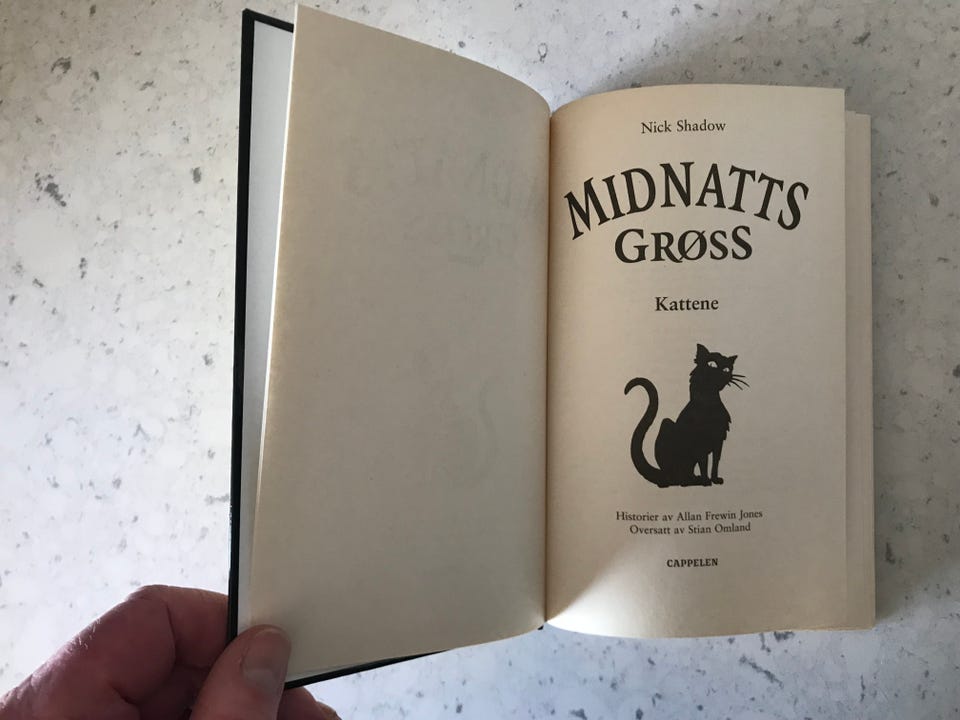 Nick Shadow
MIDNATTS
GRØSS
Kattene
Historier av Allan Frewin Jones
Oversatt av Stian Omland
CAPPELEN